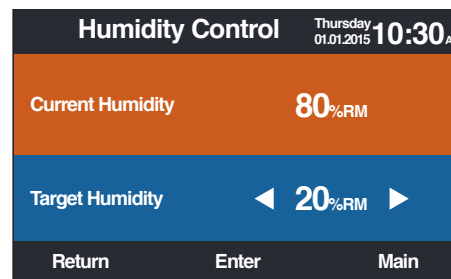 Humidity Control
Thursday
01.01.2015
10:30
Current Humidity 80%RM
Target Humidity 20%RM
Return Enter Main